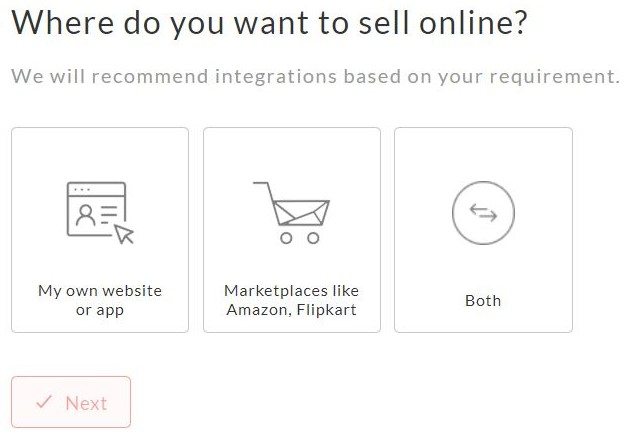 Where do you want to sell online?
We will recommend integrations based on your requirement.
My own website
or app
Marketplaces like
Amazon, Flipkart
Both
Next